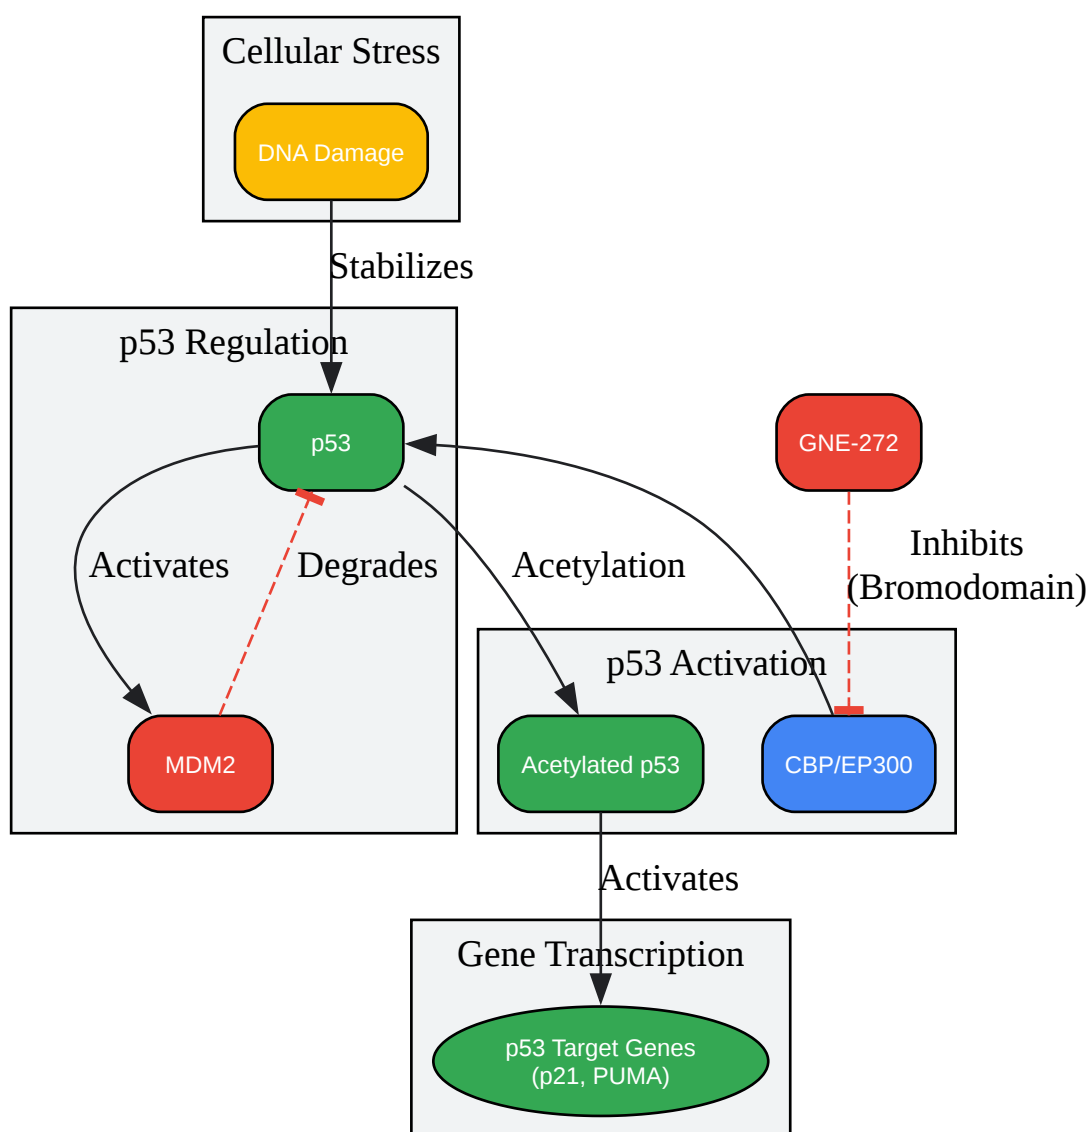 Cellular Stress
DNA Damage
Stabilizes
p53 Regulation
p53
GNE-272
Activates
Degrades
Acetylation
Inhibits
(Bromodomain)
p53 Activation
MDM2
Acetylated p53
CBP/EP300
Activates
Gene Transcription
p53 Target Genes
(p21, PUMA)